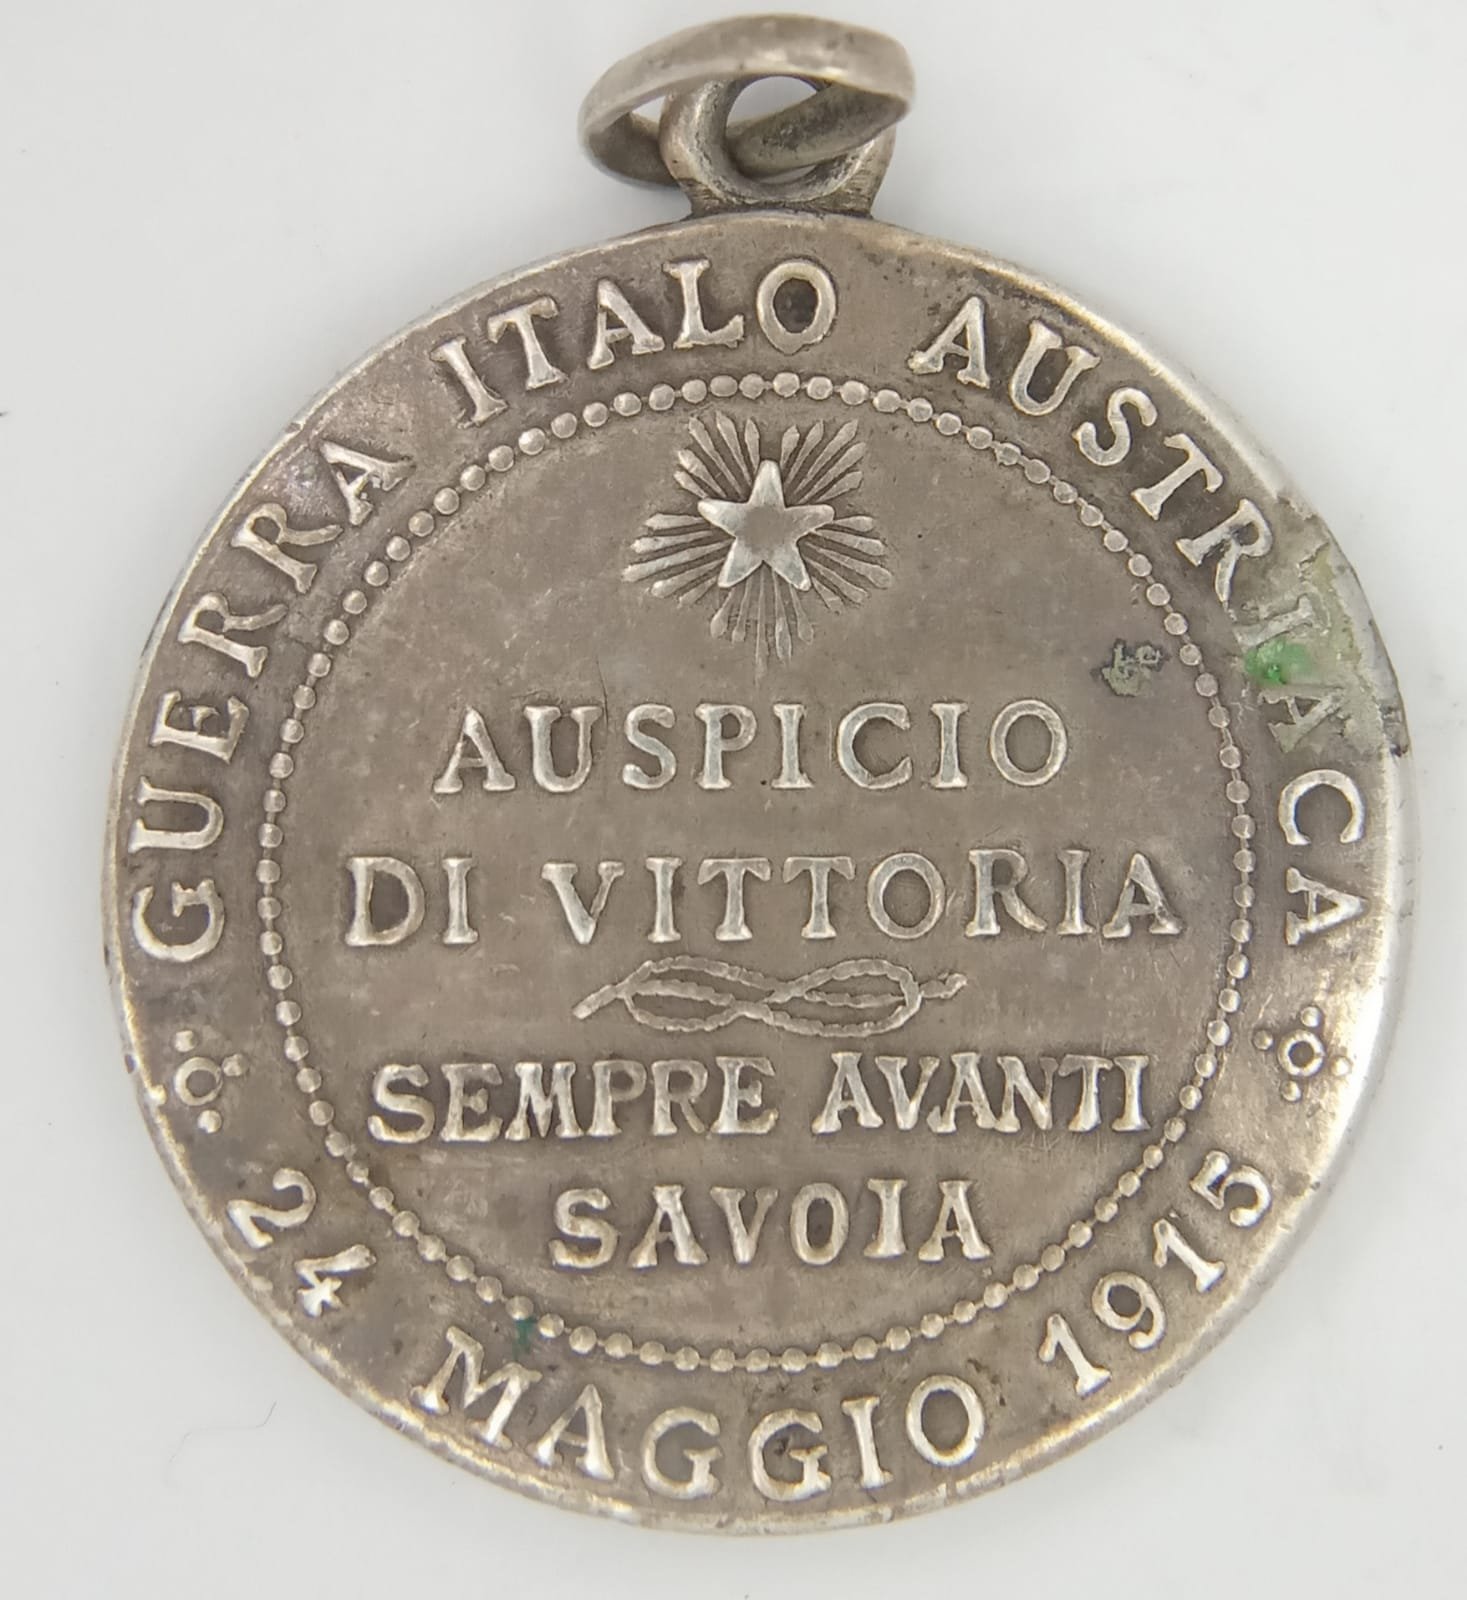 GUERRA ITALO AUSTRIACA
AUSPICIO
DI VITTORIA
SEMPRE AVANTI
SAVOIA
24 MAGGIO 1915